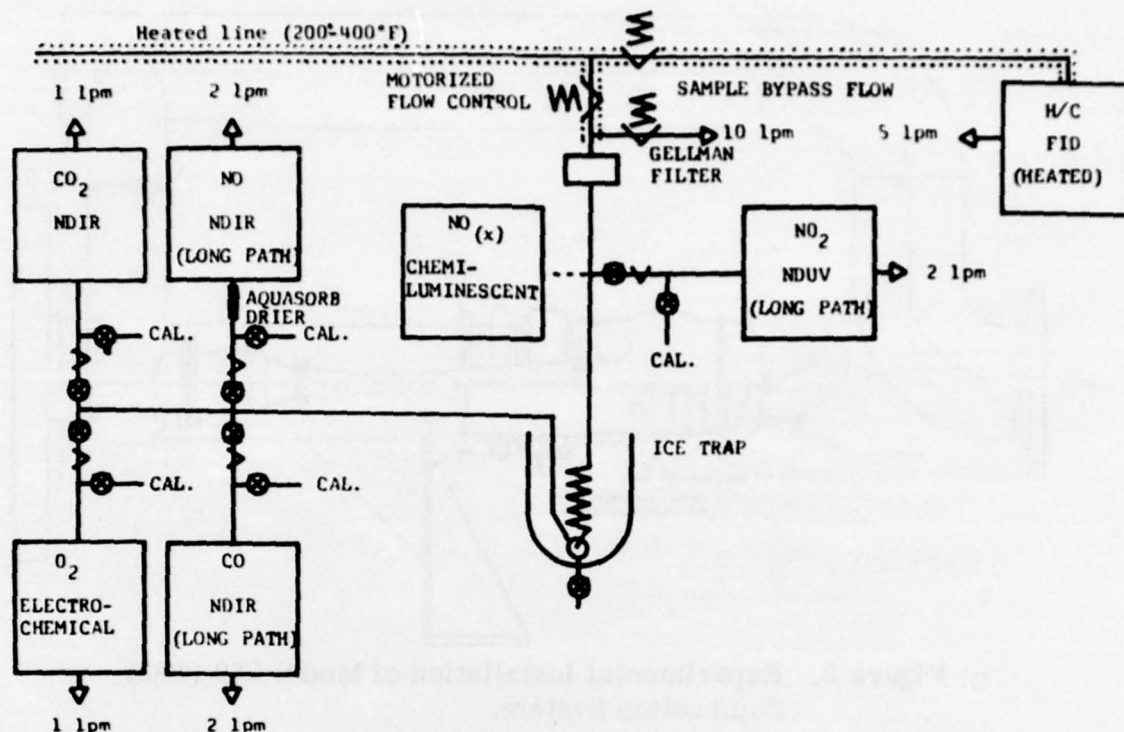 Heated line (200°-400°F)
1 lpm
2 lpm
MOTORIZED
FLOW CONTROL
SAMPLE BYPASS FLOW
10 lpm
5 lpm
H/C
FID
(HEATED)
GELLMAN
FILTER
CO2
NDIR
NO
NDIR
(LONG PATH)
NO(x)
CHEMI-
LUMINESCENT
NO2
NDUV
(LONG PATH)
2 lpm
AQUASORB
DRIER
CAL.
CAL.
CAL.
ICE TRAP
CAL.
CAL.
O2
ELECTRO-
CHEMICAL
CO
NDIR
(LONG PATH)
1 lpm
2 lpm
Figure 2. Experimental Installation of Model
Combustion System.